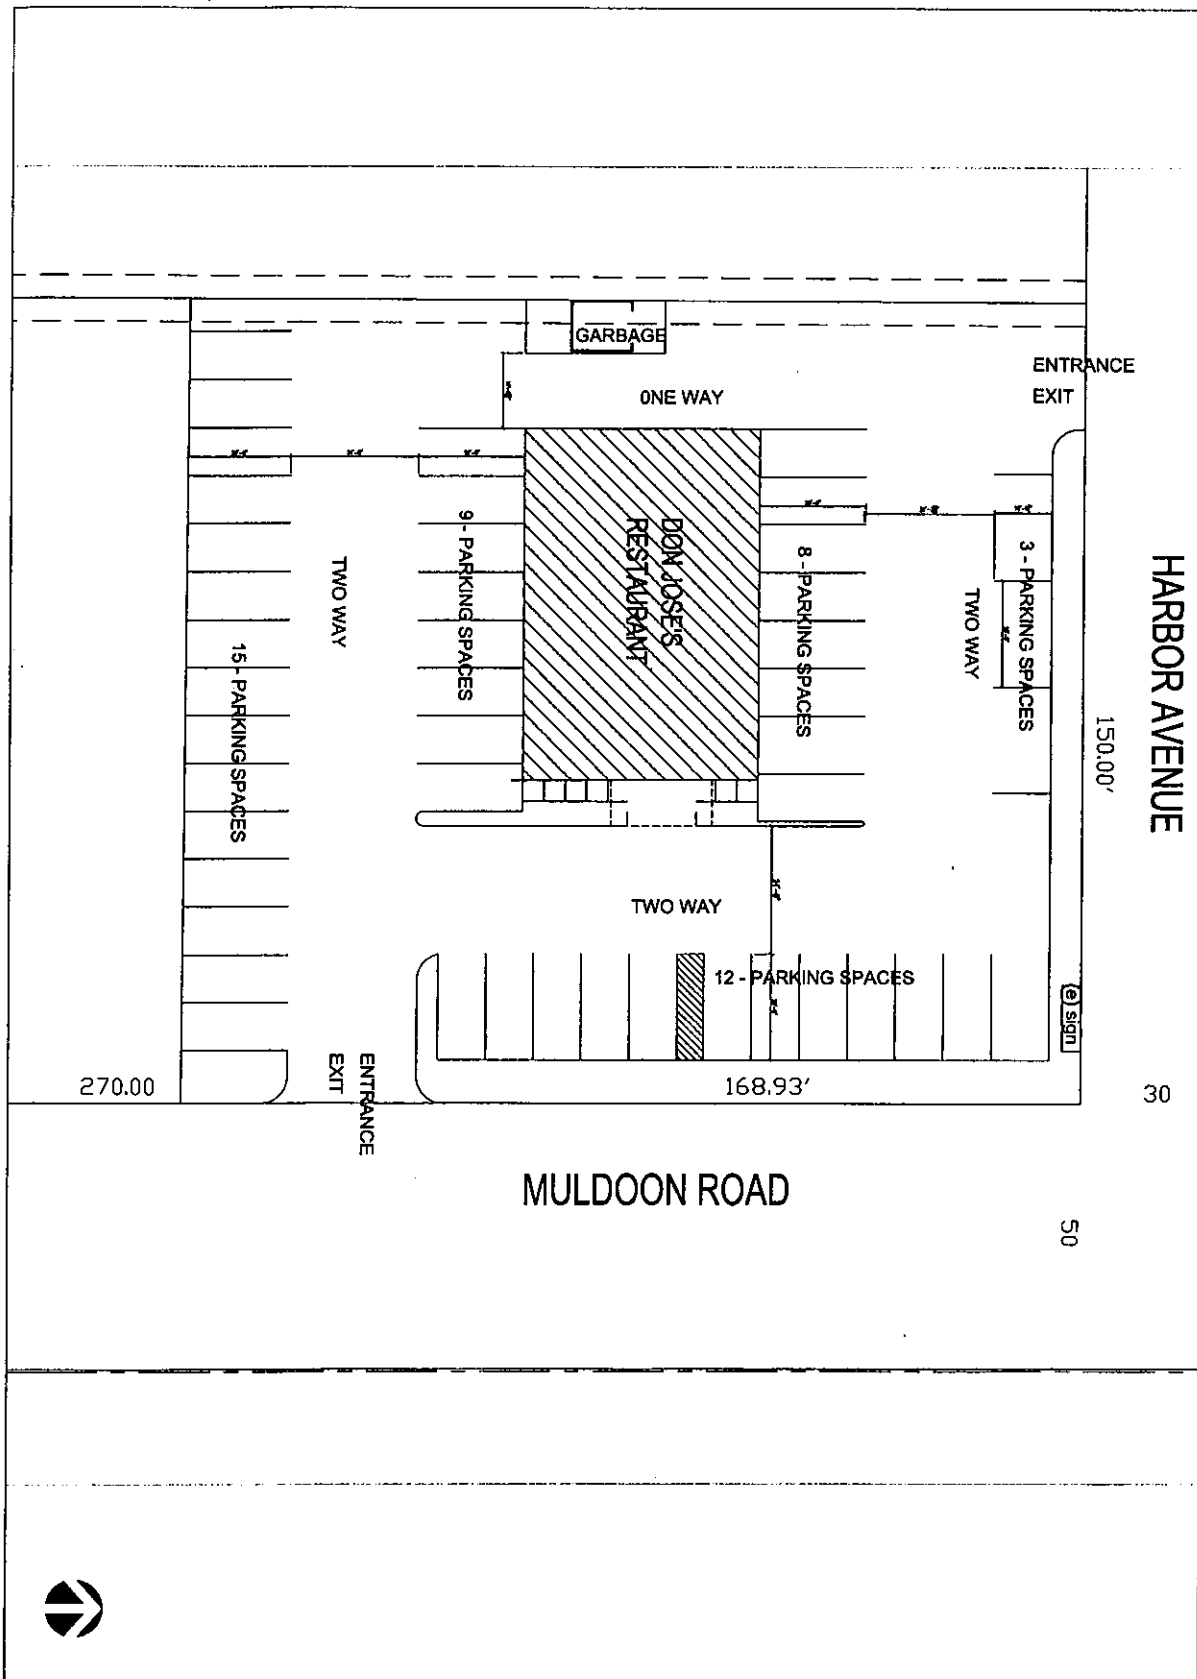 GARBAGE
ENTRANCE
EXIT
0NE WAY
DON JOSE'S
RESTAURANT
9 - PARKING SPACES
8 - PARKING SPACES
3 - PARKING SPACES
TWO WAY
TWO WAY
15 - PARKING SPACES
HARBOR AVENUE
150.00'
TWO WAY
12 - PARKING SPACES
(e) sign
ENTRANCE
EXIT
270.00
168.93'
30
MULDOON ROAD
50